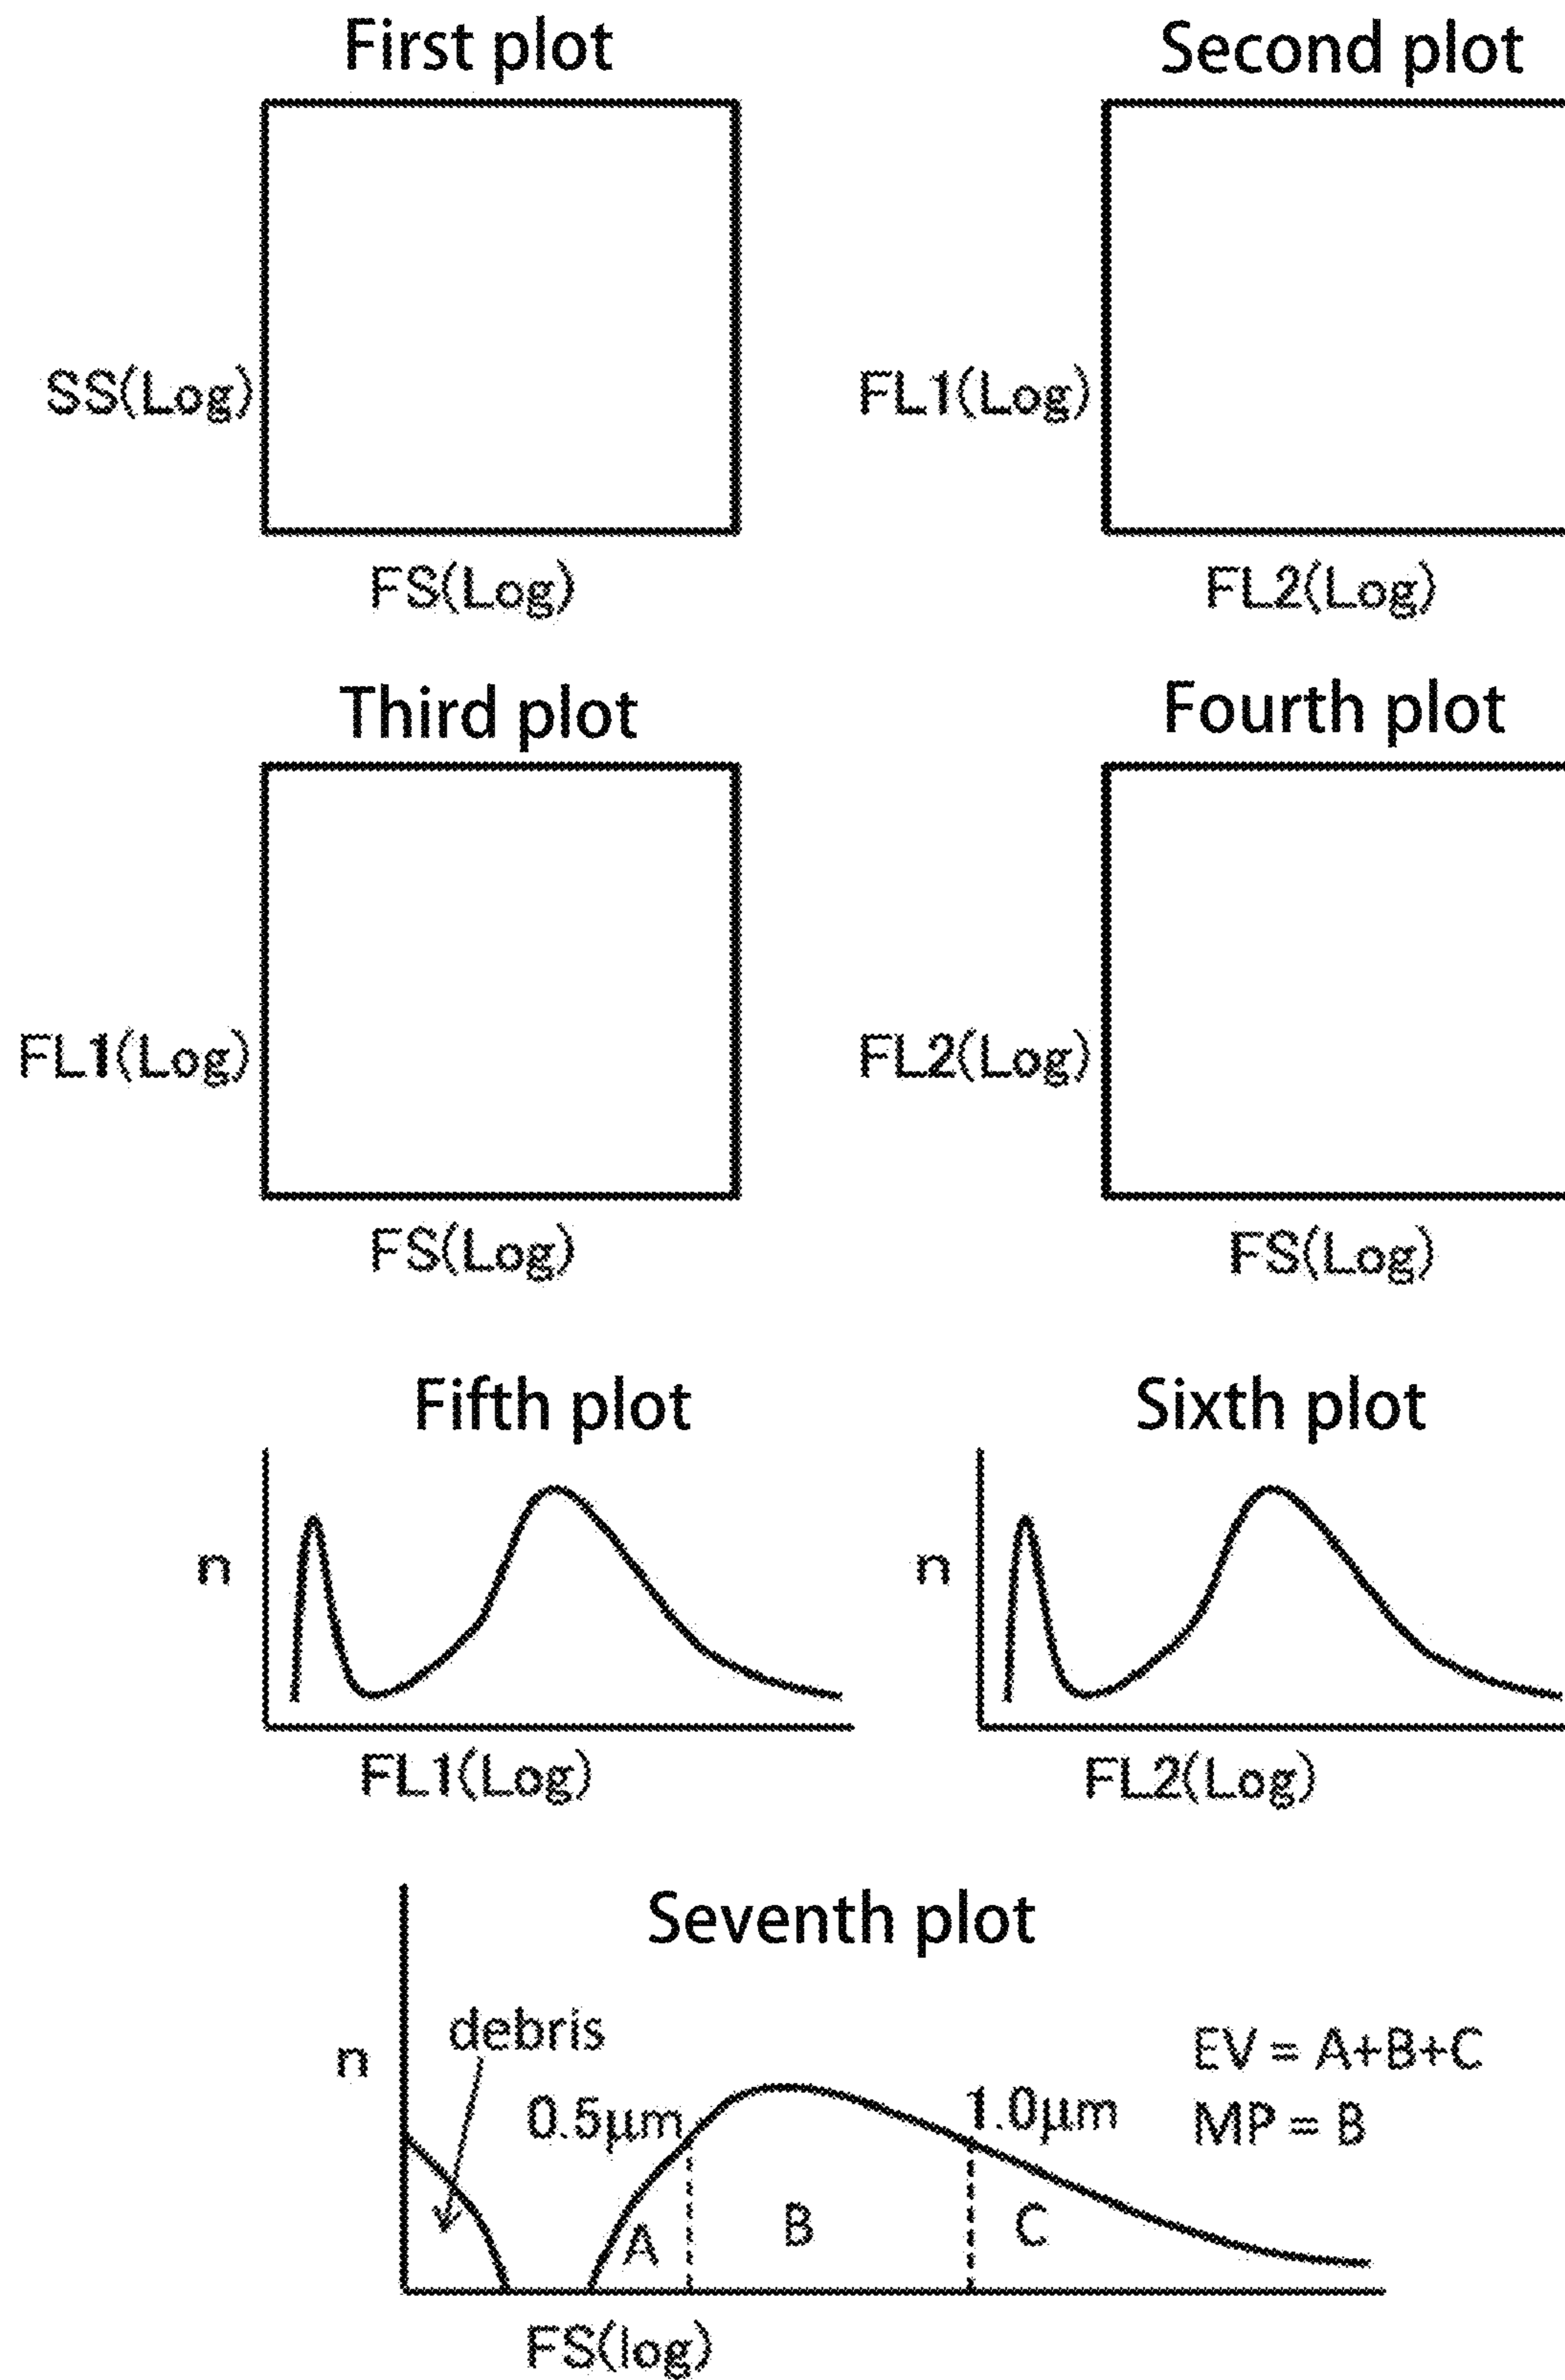 First plot
SS(Log)
FS(Log)
Second plot
FL1(Log)
FL2(Log)
Third plot
FL1(Log)
FS(Log)
Fourth plot
FL2(Log)
FS(Log)
Fifth plot
n
FL1(Log)
Sixth plot
n
FL2(Log)
Seventh plot
n
debris
0.5μm
1.0μm
EV = A+B+C
MP = B
A
B
C
FS(log)